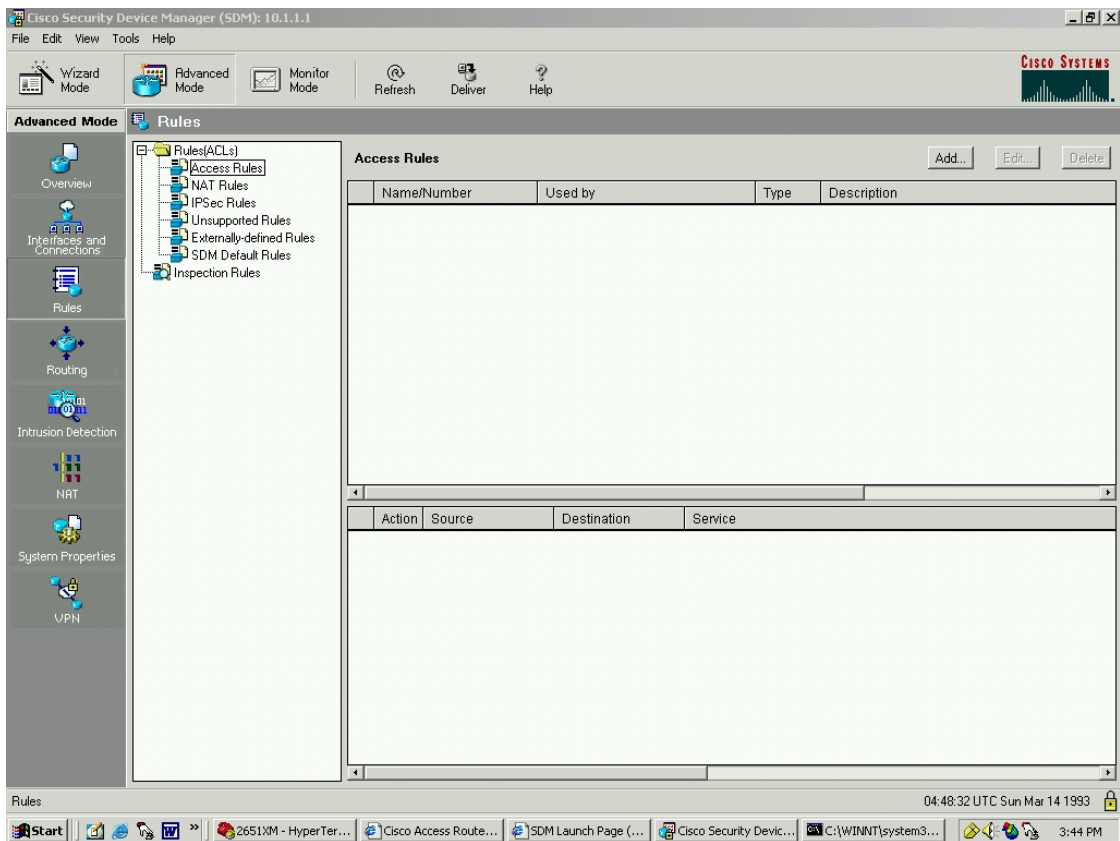 Cisco Security Device Manager (SDM): 10.1.1.1
File Edit View Tools Help
Wizard Mode
Advanced Mode
Monitor Mode
Refresh
Deliver
Help
CISCO SYSTEMS
Advanced Mode
Rules
Overview
Interfaces and Connections
Rules
Routing
Intrusion Detection
NAT
System Properties
VPN
Rules(ACLs)
Access Rules
NAT Rules
IPSec Rules
Unsupported Rules
Externally-defined Rules
SDM Default Rules
Inspection Rules
Access Rules
Add...
Edit...
Delete
Name/Number Used by Type Description
Action Source Destination Service
Rules
04:48:32 UTC Sun Mar 14 1993
Start
»
2651XM - HyperTer...
Cisco Access Route...
SDM Launch Page (...
Cisco Security Devic...
C:\WINNT\system3...
3:44 PM